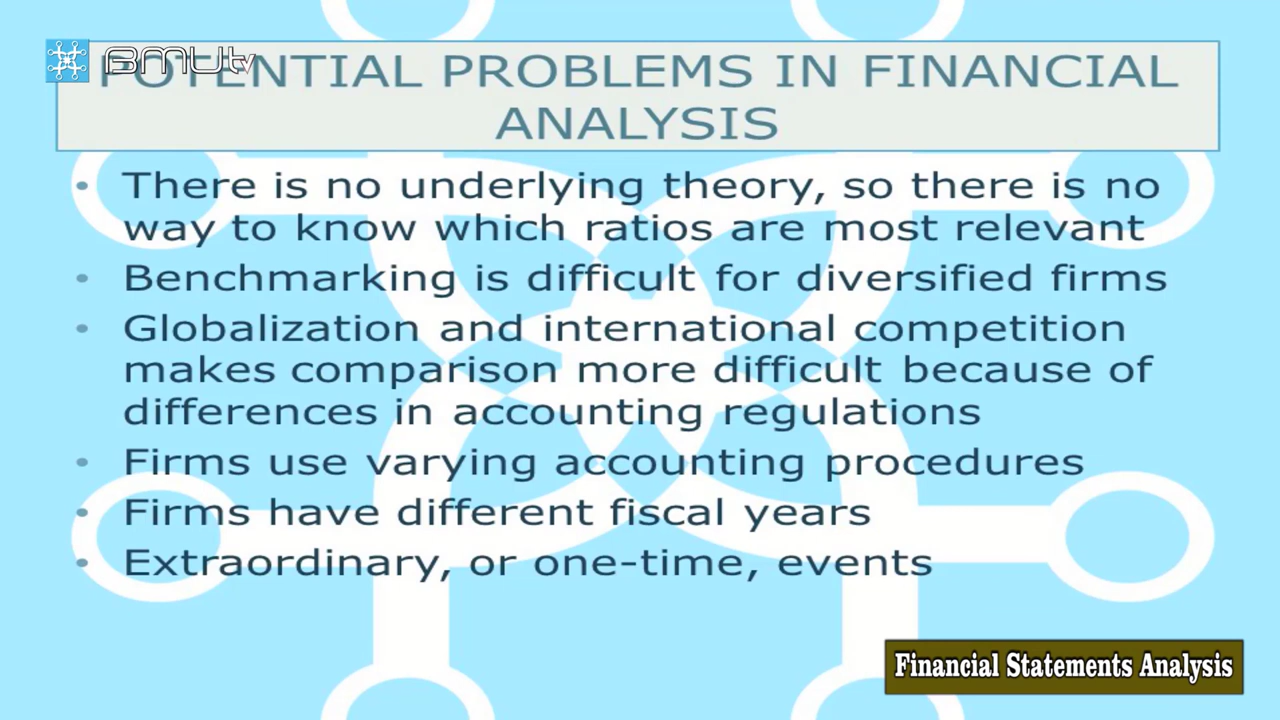 BMUtv
POTENTIAL PROBLEMS IN FINANCIAL
ANALYSIS
• There is no underlying theory, so there is no
way to know which ratios are most relevant
• Benchmarking is difficult for diversified firms
• Globalization and international competition
makes comparison more difficult because of
differences in accounting regulations
• Firms use varying accounting procedures
• Firms have different fiscal years
• Extraordinary, or one-time, events
Financial Statements Analysis